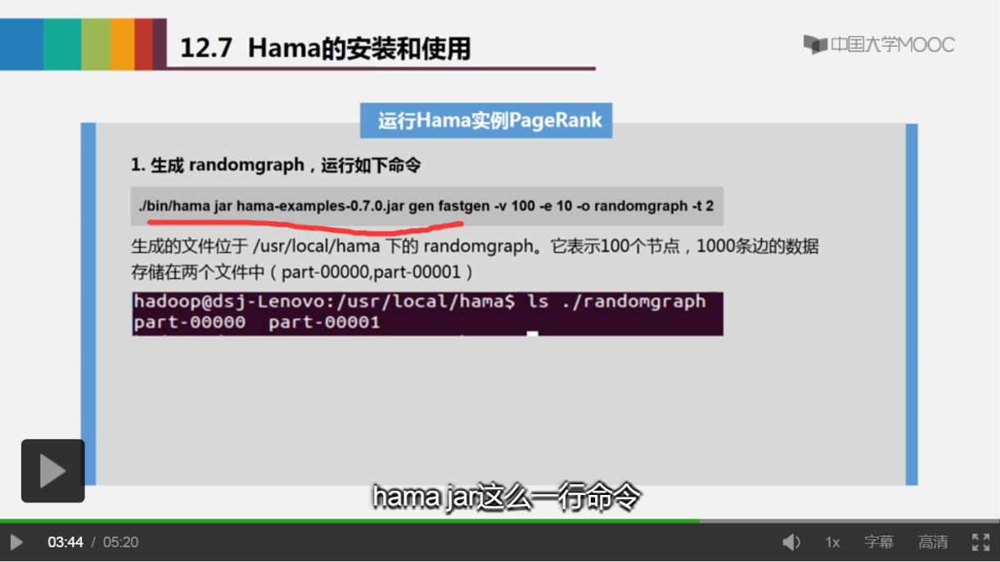 12.7 Hama的安装和使用
中国大学MOOC
运行Hama实例PageRank
1. 生成 randomgraph，运行如下命令
./bin/hama jar hama-examples-0.7.0.jar gen fastgen -v 100 -e 10 -o randomgraph -t 2
生成的文件位于 /usr/local/hama 下的 randomgraph。它表示100个节点，1000条边的数据
存储在两个文件中（part-00000,part-00001）
hadoop@dsj-Lenovo:/usr/local/hama$ ls ./randomgraph
part-00000 part-00001
hama jar这么一行命令
03:44 / 05:20 1x 字幕 高清